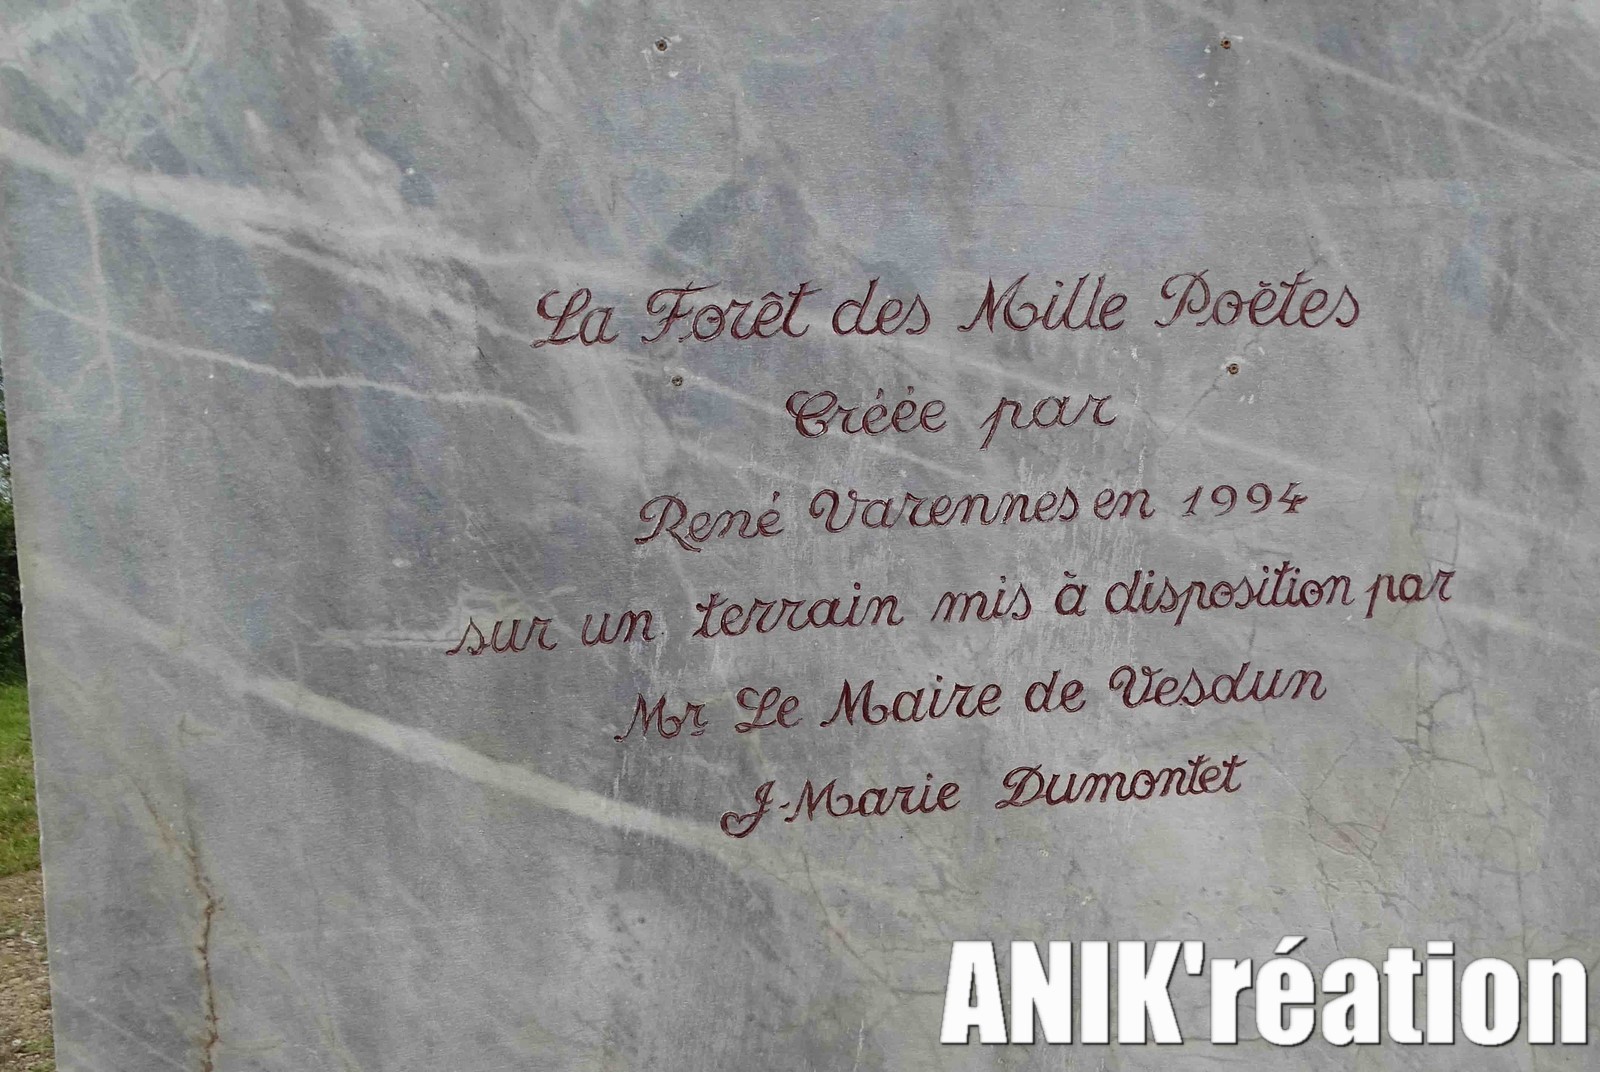 La Forêt des Mille Poëtes
Créée par
René Varennes en 1994
sur un terrain mis à disposition par
Mr Le Maire de Vesdun
J-Marie Dumontet
ANIK'réation